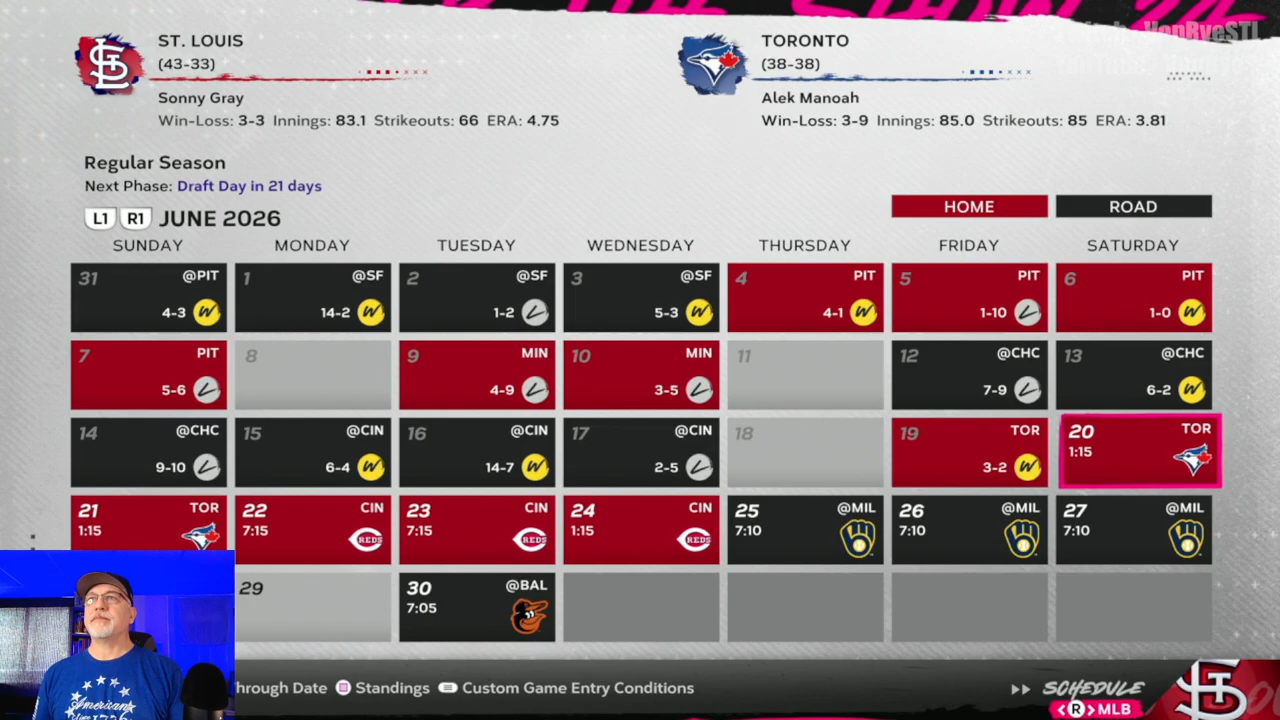 VonRyeSTL
ST. LOUIS
(43-33)
Sonny Gray
Win-Loss: 3-3 Innings: 83.1 Strikeouts: 66 ERA: 4.75
TORONTO
(38-38)
Alek Manoah
Win-Loss: 3-9 Innings: 85.0 Strikeouts: 85 ERA: 3.81
Regular Season
Next Phase: Draft Day in 21 days
L1 R1 JUNE 2026
HOME ROAD
SUNDAY MONDAY TUESDAY WEDNESDAY THURSDAY FRIDAY SATURDAY
31 @PIT 1 @SF 2 @SF 3 @SF 4 PIT 5 PIT 6 PIT
4-3 W 14-2 W 1-2 L 5-3 W 4-1 W 1-10 L 1-0 W
7 PIT 8 9 MIN 10 MIN 11 12 @CHC 13 @CHC
5-6 L 4-9 L 3-5 L 7-9 L 6-2 W
14 @CHC 15 @CIN 16 @CIN 17 @CIN 18 19 TOR 20 TOR
9-10 L 6-4 W 14-7 W 2-5 L 3-2 W 1:15
21 TOR 22 CIN 23 CIN 24 CIN 25 @MIL 26 @MIL 27 @MIL
1:15 7:15 REDS 7:15 REDS 1:15 REDS 7:10 7:10 7:10
29 30 @BAL
7:05
American
hrough Date Standings Custom Game Entry Conditions
SCHEDULE
R MLB